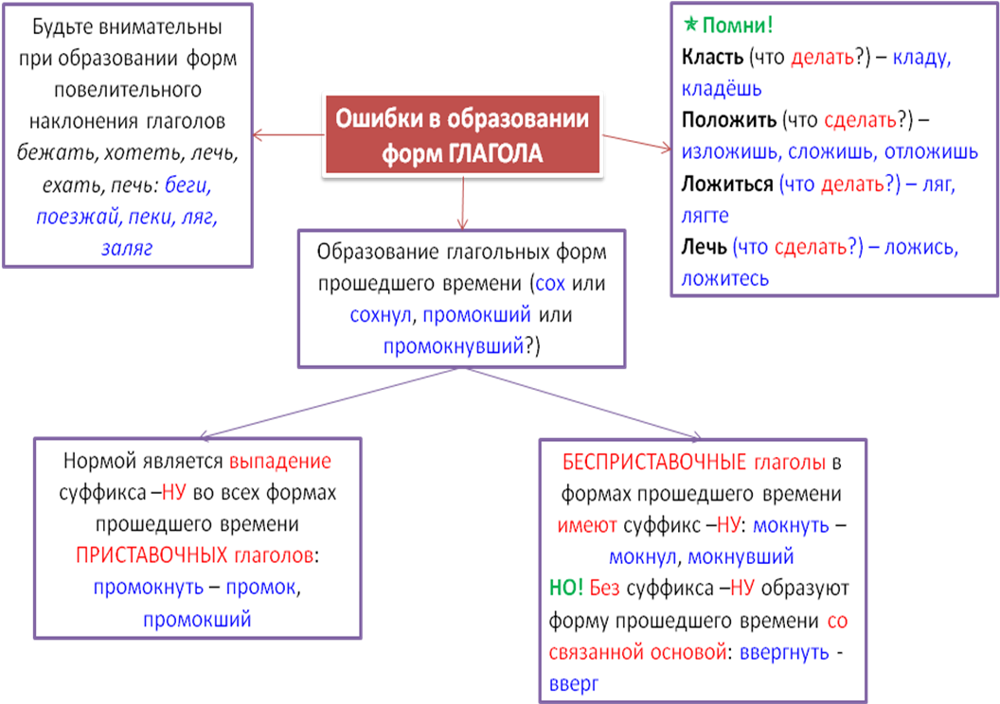 Будьте внимательны
при образовании форм
повелительного
наклонения глаголов
бежать, хотеть, лечь,
ехать, печь: беги,
поезжай, пеки, ляг,
заляг
Ошибки в образовании
форм ГЛАГОЛА
★ Помни!
Класть (что делать?) – кладу,
кладёшь
Положить (что сделать?) –
изложишь, сложишь, отложишь
Ложиться (что делать?) – ляг,
лягте
Лечь (что сделать?) – ложись,
ложитесь
Образование глагольных форм
прошедшего времени (сох или
сохнул, промокший или
промокнувший?)
Нормой является выпадение
суффикса –НУ во всех формах
прошедшего времени
ПРИСТАВОЧНЫХ глаголов:
промокнуть – промок,
промокший
БЕСПРИСТАВОЧНЫЕ глаголы в
формах прошедшего времени
имеют суффикс –НУ: мокнуть –
мокнул, мокнувший
НО! Без суффикса –НУ образуют
форму прошедшего времени со
связанной основой: ввергнуть -
вверг